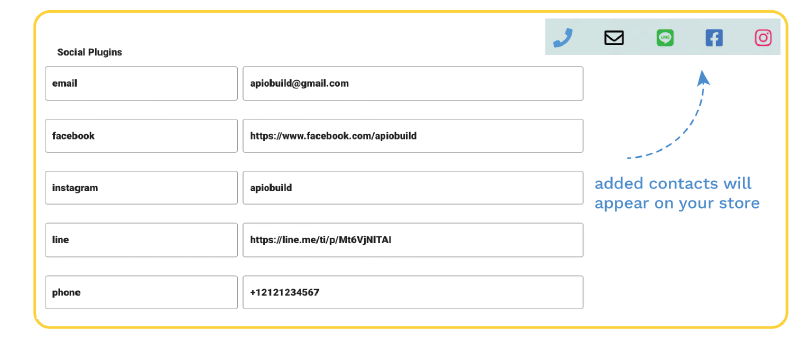 Social Plugins
email
apiobuild@gmail.com
facebook
https://www.facebook.com/apiobuild
instagram
apiobuild
line
https://line.me/ti/p/Mt6VjNITAI
phone
+12121234567
LINE
added contacts will
appear on your store